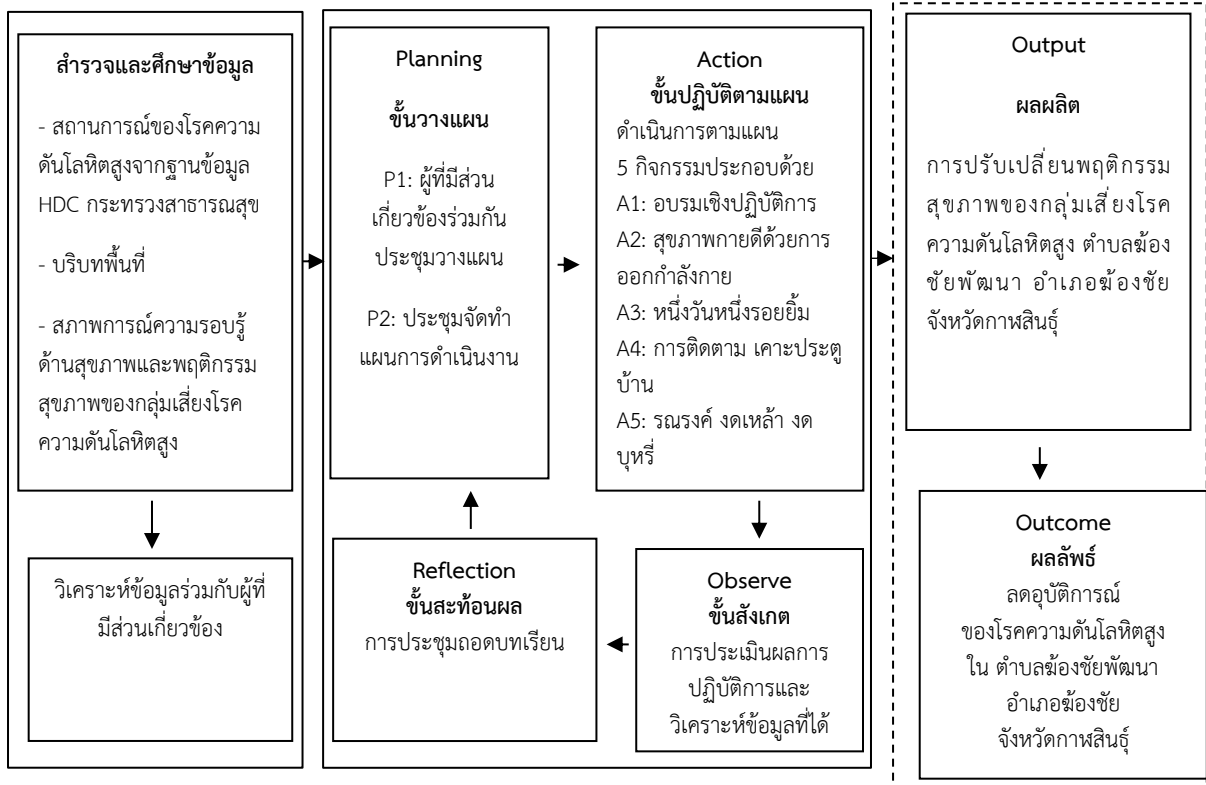 สำรวจและศึกษาข้อมูล
- สถานการณ์ของโรคความ
ดันโลหิตสูงจากฐานข้อมูล
HDC กระทรวงสาธารณสุข
- บริบทพื้นที่
- สภาพการณ์ความรอบรู้
ด้านสุขภาพและพฤติกรรม
สุขภาพของกลุ่มเสี่ยงโรค
ความดันโลหิตสูง
วิเคราะห์ข้อมูลร่วมกับผู้ที่
มีส่วนเกี่ยวข้อง
Planning
ขั้นวางแผน
P1: ผู้ที่มีส่วน
เกี่ยวข้องร่วมกัน
ประชุมวางแผน
P2: ประชุมจัดทำ
แผนการดำเนินงาน
Action
ขั้นปฏิบัติตามแผน
ดำเนินการตามแผน
5 กิจกรรมประกอบด้วย
A1: อบรมเชิงปฏิบัติการ
A2: สุขภาพกายดีด้วยการ
ออกกำลังกาย
A3: หนึ่งวันหนึ่งรอยยิ้ม
A4: การติดตาม เคาะประตู
บ้าน
A5: รณรงค์ งดเหล้า งด
บุหรี่
Observe
ขั้นสังเกต
การประเมินผลการ
ปฏิบัติการและ
วิเคราะห์ข้อมูลที่ได้
Reflection
ขั้นสะท้อนผล
การประชุมถอดบทเรียน
Output
ผลผลิต
การปรับเปลี่ยนพฤติกรรม
สุขภาพของกลุ่มเสี่ยงโรค
ความดันโลหิตสูง ตำบลฆ้อง
ชัยพัฒนา อำเภอฆ้องชัย
จังหวัดกาฬสินธุ์
Outcome
ผลลัพธ์
ลดอุบัติการณ์
ของโรคความดันโลหิตสูง
ใน ตำบลฆ้องชัยพัฒนา
อำเภอฆ้องชัย
จังหวัดกาฬสินธุ์